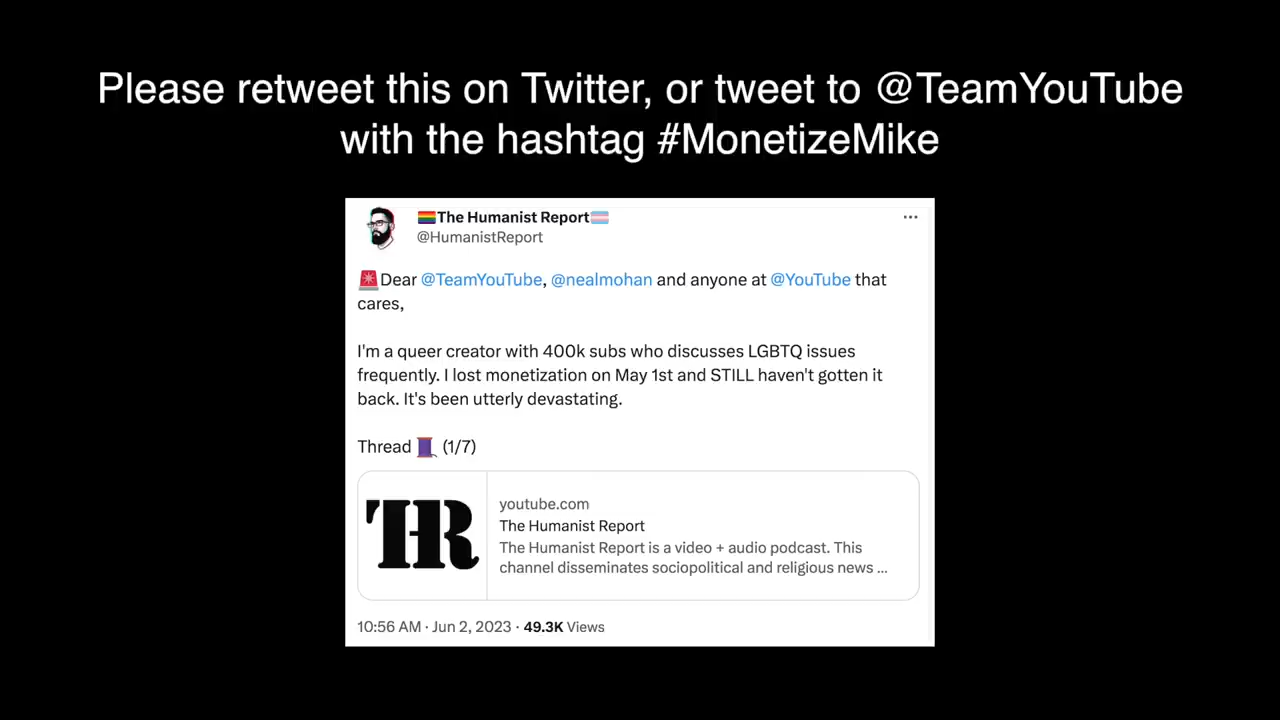 Please retweet this on Twitter, or tweet to @TeamYouTube
with the hashtag #MonetizeMike
🏳️‍🌈The Humanist Report🏳️‍⚧️
@HumanistReport
🚨Dear @TeamYouTube, @nealmohan and anyone at @YouTube that
cares,
I'm a queer creator with 400k subs who discusses LGBTQ issues
frequently. I lost monetization on May 1st and STILL haven't gotten it
back. It's been utterly devastating.
Thread 🧵 (1/7)
THR
youtube.com
The Humanist Report
The Humanist Report is a video + audio podcast. This
channel disseminates sociopolitical and religious news ...
10:56 AM · Jun 2, 2023 · 49.3K Views